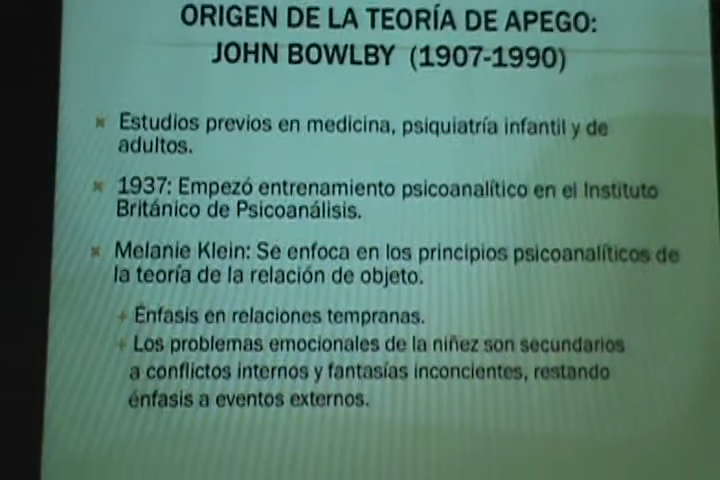 ORIGEN DE LA TEORÍA DE APEGO:
JOHN BOWLBY (1907-1990)
Estudios previos en medicina, psiquiatría infantil y de
adultos.
1937: Empezó entrenamiento psicoanalítico en el Instituto
Británico de Psicoanálisis.
Melanie Klein: Se enfoca en los principios psicoanalíticos de
la teoría de la relación de objeto.
+ Énfasis en relaciones tempranas.
+ Los problemas emocionales de la niñez son secundarios
a conflictos internos y fantasías inconcientes, restando
énfasis a eventos externos.